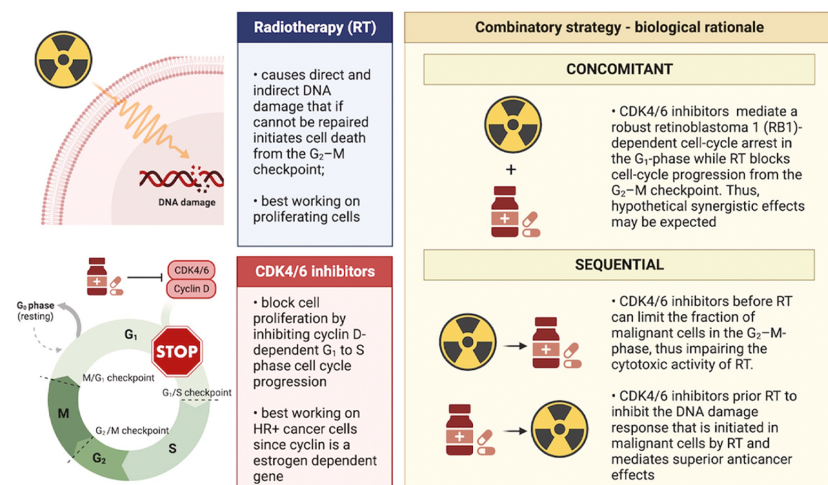 Radiotherapy (RT)
• causes direct and
indirect DNA
damage that if
cannot be repaired
initiates cell death
from the G₂–M
checkpoint;
• best working on
proliferating cells
DNA damage
CDK4/6
Cyclin D
G₀ phase
(resting)
G₁
STOP
M/G₁ checkpoint
G₁/S checkpoint
M
G₂/M checkpoint
S
G₂
CDK4/6 inhibitors
• block cell
proliferation by
inhibiting cyclin D-
dependent G₁ to S
phase cell cycle
progression
• best working on
HR+ cancer cells
since cyclin is a
estrogen dependent
gene
Combinatory strategy - biological rationale
CONCOMITANT
+
• CDK4/6 inhibitors mediate a
robust retinoblastoma 1 (RB1)-
dependent cell-cycle arrest in
the G₁-phase while RT blocks
cell-cycle progression from the
G₂–M checkpoint. Thus,
hypothetical synergistic effects
may be expected
SEQUENTIAL
• CDK4/6 inhibitors before RT
can limit the fraction of
malignant cells in the G₂–M-
phase, thus impairing the
cytotoxic activity of RT.
• CDK4/6 inhibitors prior RT to
inhibit the DNA damage
response that is initiated in
malignant cells by RT and
mediates superior anticancer
effects